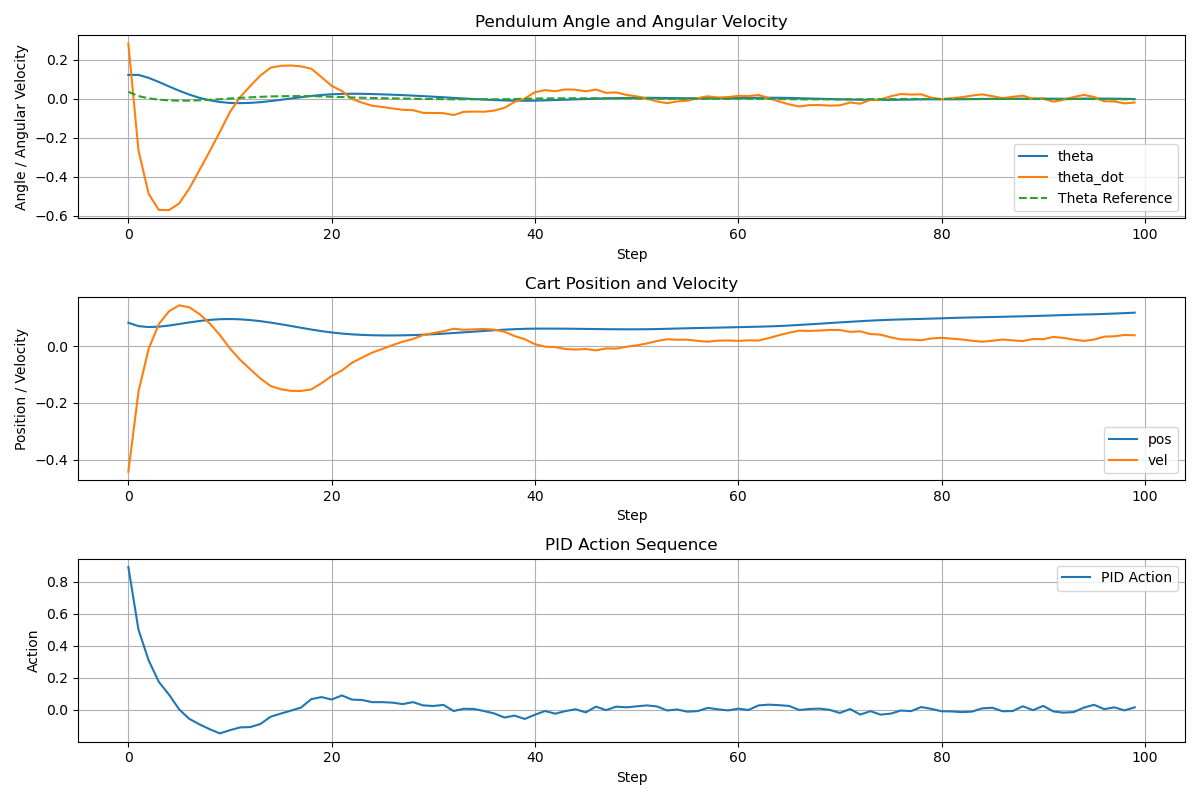 Pendulum Angle and Angular Velocity
Angle / Angular Velocity
0.2
0.0
−0.2
−0.4
−0.6
theta
theta_dot
Theta Reference
0 20 40 60 80 100
Step
Cart Position and Velocity
Position / Velocity
0.0
−0.2
−0.4
pos
vel
0 20 40 60 80 100
Step
PID Action Sequence
Action
0.8
0.6
0.4
0.2
0.0
PID Action
0 20 40 60 80 100
Step